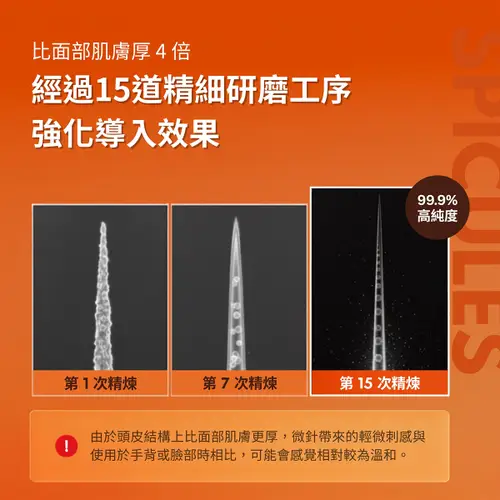 比面部肌膚厚 4 倍
經過15道精細研磨工序
強化導入效果
SPICULES
99.9%
高純度
第 1 次精煉
第 7 次精煉
第 15 次精煉
!
由於頭皮結構上比面部肌膚更厚，微針帶來的輕微刺感與
使用於手背或臉部時相比，可能會感覺相對較為溫和。